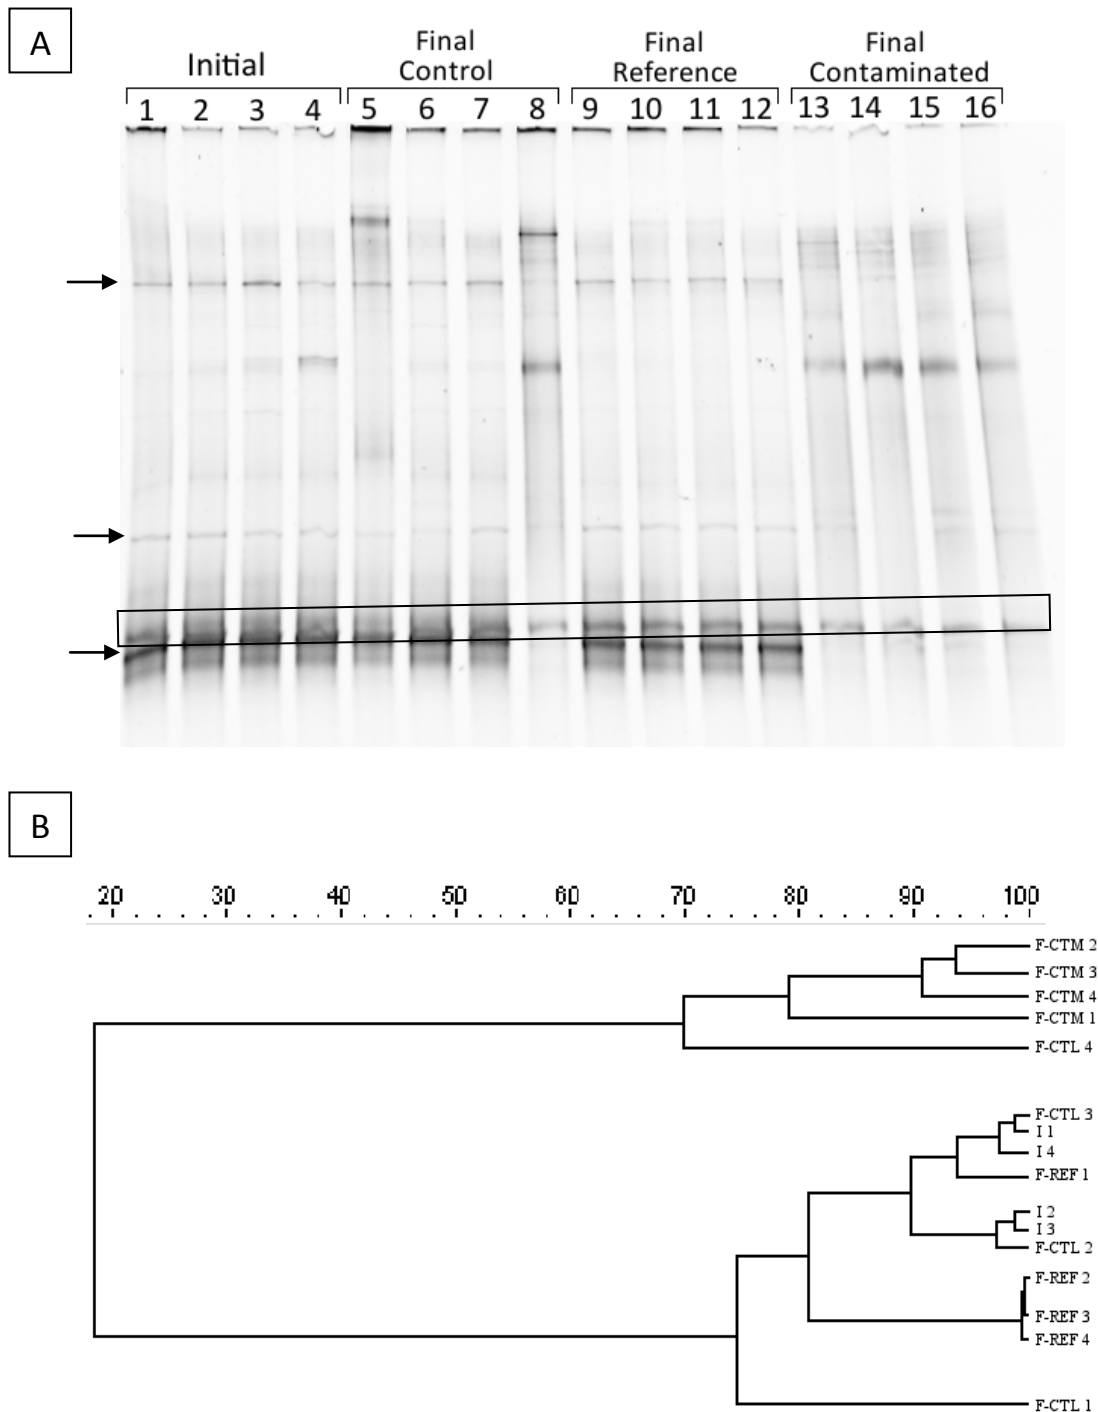 A
Initial
Final
Control
Final
Reference
Final
Contaminated
1 2 3 4 5 6 7 8 9 10 11 12 13 14 15 16
B
20 30 40 50 60 70 80 90 100
F-CTM 2
F-CTM 3
F-CTM 4
F-CTM 1
F-CTL 4
F-CTL 3
I 1
I 4
F-REF 1
I 2
I 3
F-CTL 2
F-REF 2
F-REF 3
F-REF 4
F-CTL 1